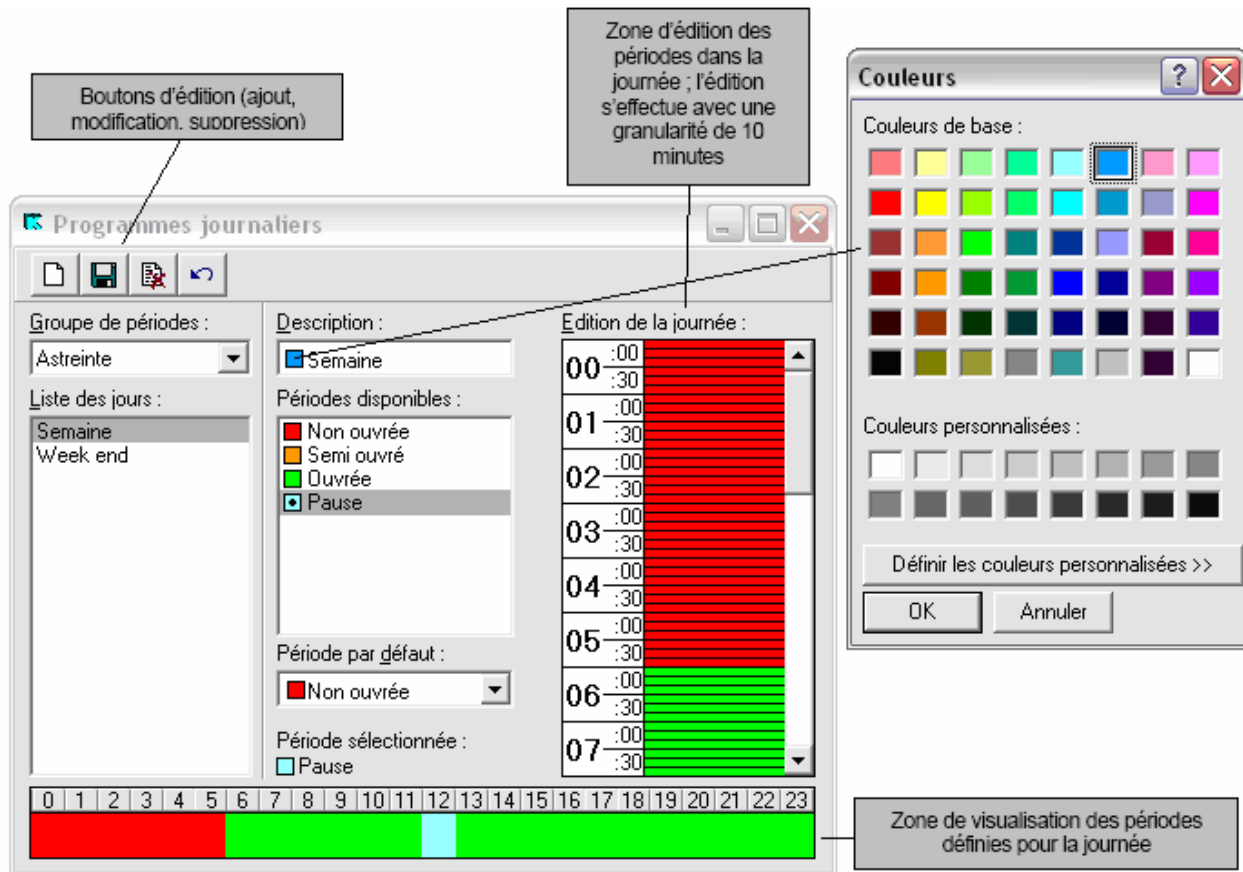 Zone d'édition des
périodes dans la
journée ; l'édition
s'effectue avec une
granularité de 10
minutes
Boutons d'édition (ajout,
modification, suppression)
Couleurs
Couleurs de base :
Couleurs personnalisées :
Définir les couleurs personnalisées >>
OK
Annuler
Programmes journaliers
Groupe de périodes :
Astreinte
Liste des jours :
Semaine
Week end
Description :
Semaine
Périodes disponibles :
Non ouvrée
Semi ouvré
Ouvrée
Pause
Période par défaut :
Non ouvrée
Période sélectionnée :
Pause
Edition de la journée :
00 :00
:30
01 :00
:30
02 :00
:30
03 :00
:30
04 :00
:30
05 :00
:30
06 :00
:30
07 :00
:30
0 1 2 3 4 5 6 7 8 9 10 11 12 13 14 15 16 17 18 19 20 21 22 23
Zone de visualisation des périodes
définies pour la journée